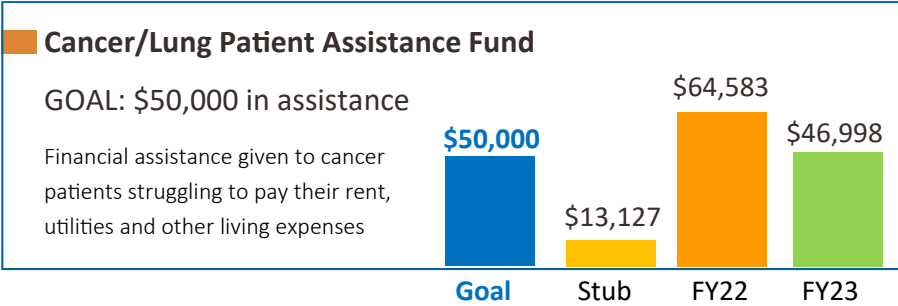 Cancer/Lung Patient Assistance Fund
GOAL: $50,000 in assistance
Financial assistance given to cancer
patients struggling to pay their rent,
utilities and other living expenses
$50,000
$13,127
$64,583
$46,998
Goal
Stub
FY22
FY23